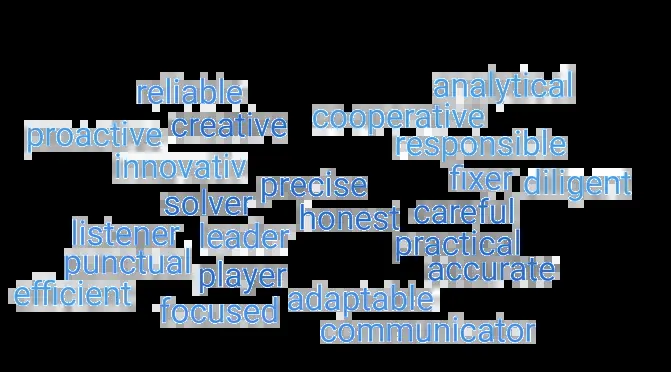 analytical
reliable
cooperative
creative
proactive
responsible
innovativ
fixer
diligent
precise
solver
careful
honest
listener
leader
practical
punctual
accurate
player
efficient
adaptable
focused
communicator